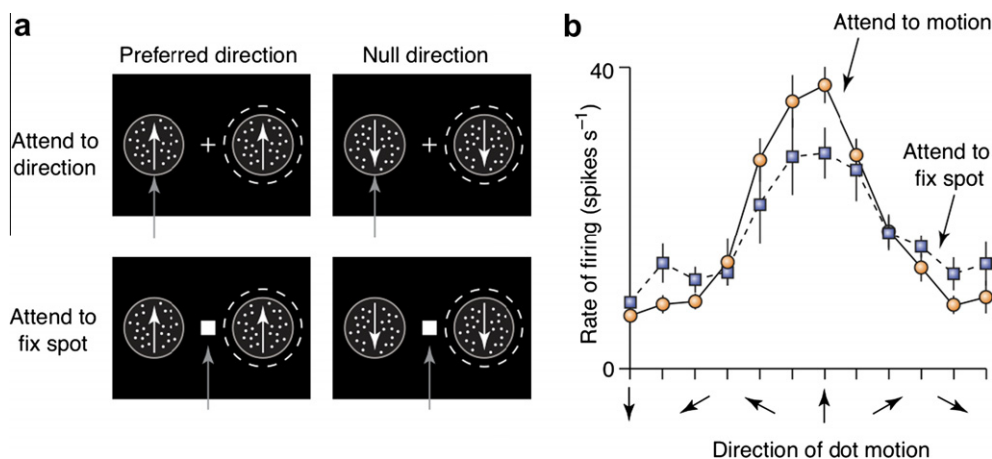 a
Preferred direction
Null direction
Attend to
direction
Attend to
fix spot
b
Attend to motion
Attend to
fix spot
40
0
Rate of firing (spikes s⁻¹)
Direction of dot motion